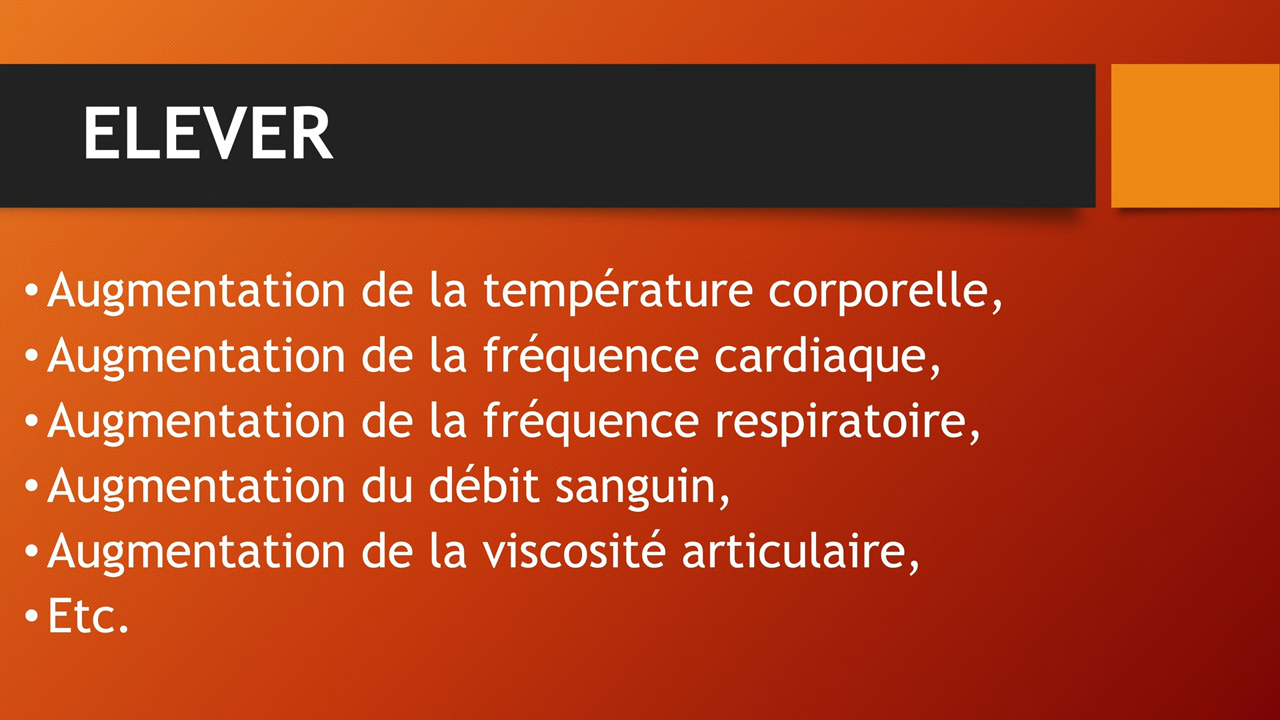 ELEVER
• Augmentation de la température corporelle,
• Augmentation de la fréquence cardiaque,
• Augmentation de la fréquence respiratoire,
• Augmentation du débit sanguin,
• Augmentation de la viscosité articulaire,
• Etc.